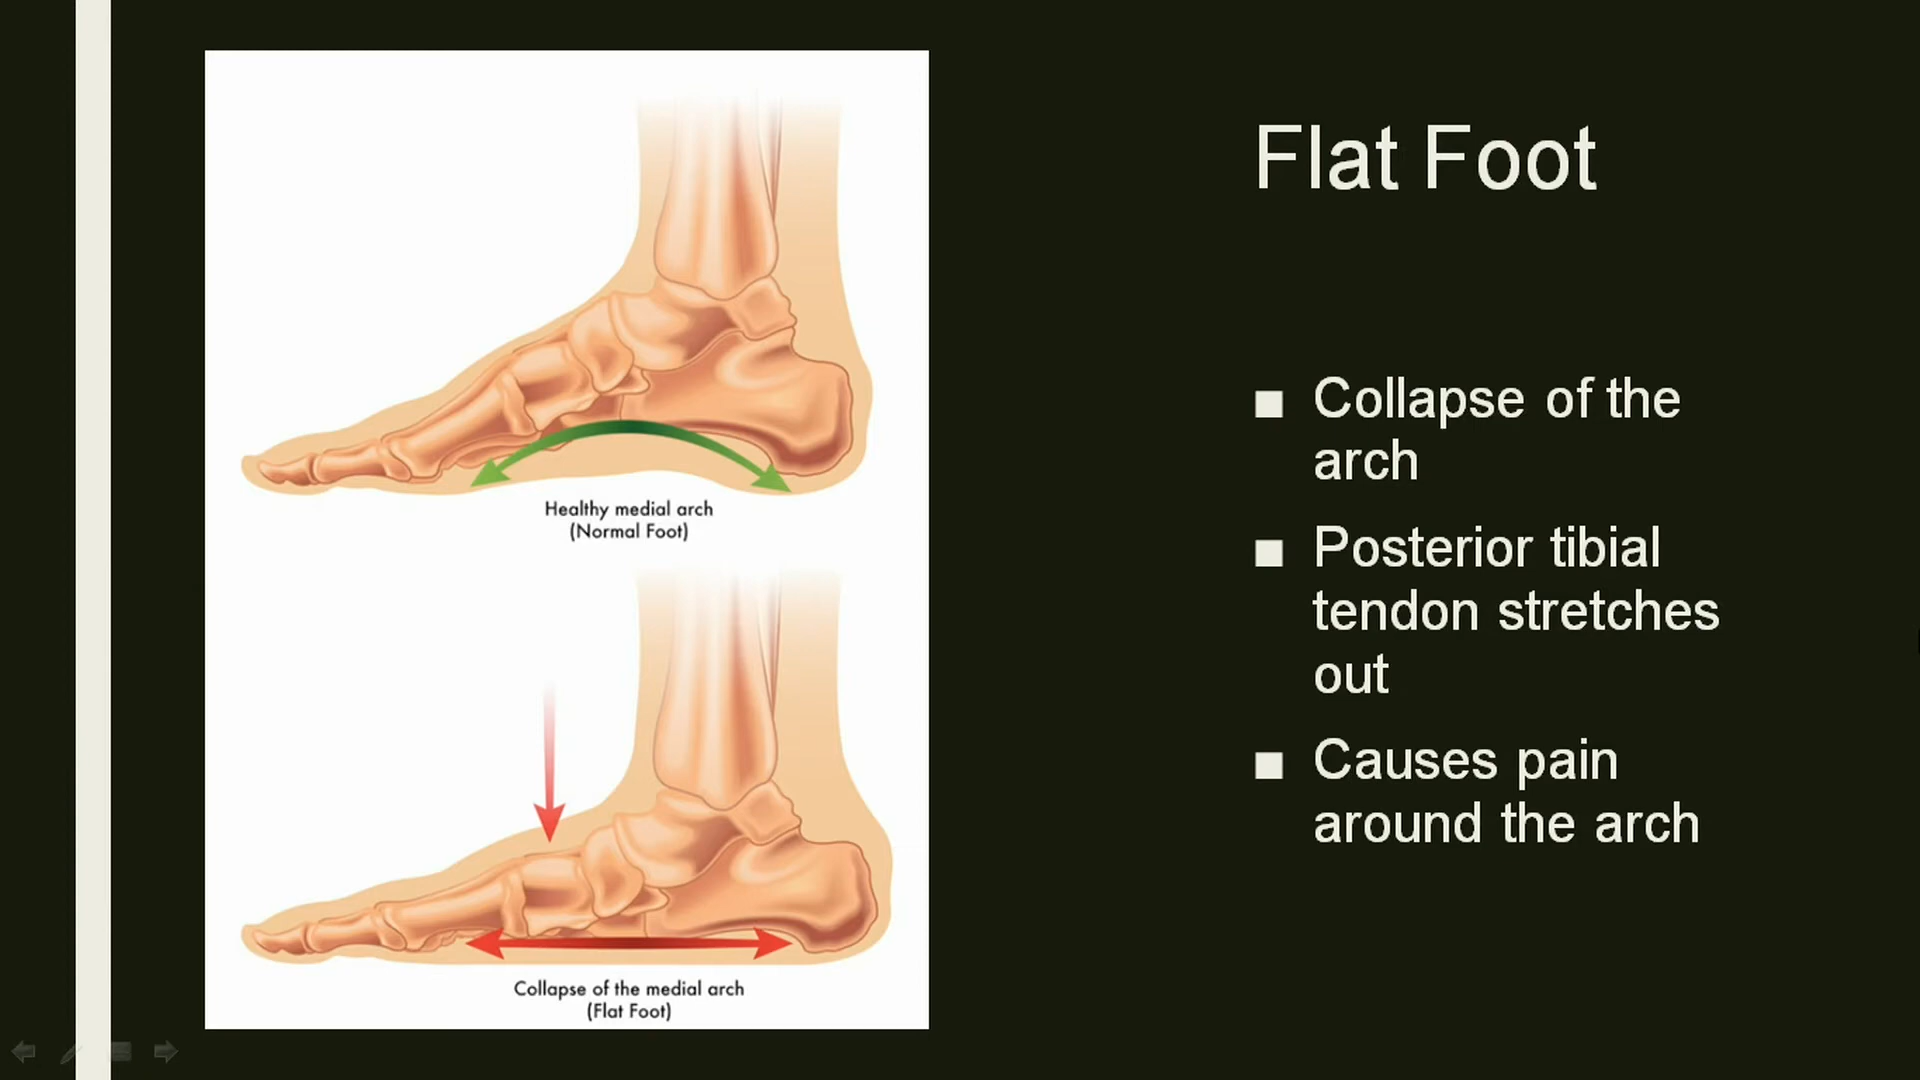 Flat Foot
Healthy medial arch
(Normal Foot)
Collapse of the medial arch
(Flat Foot)
■ Collapse of the
arch
■ Posterior tibial
tendon stretches
out
■ Causes pain
around the arch